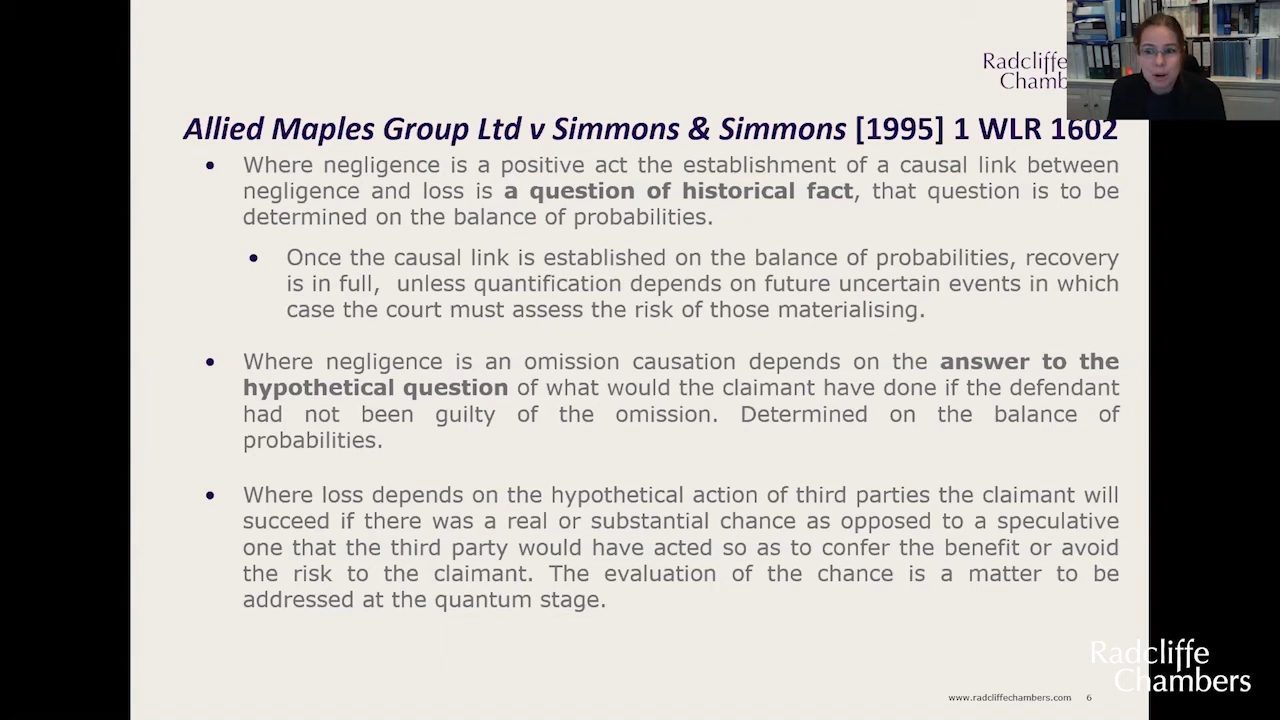 Radcliffe
Allied Maples Group Ltd v Simmons & Simmons [1995] 1 WLR 1602
• Where negligence is a positive act the establishment of a causal link between
negligence and loss is a question of historical fact, that question is to be
determined on the balance of probabilities.
• Once the causal link is established on the balance of probabilities, recovery
is in full, unless quantification depends on future uncertain events in which
case the court must assess the risk of those materialising.
• Where negligence is an omission causation depends on the answer to the
hypothetical question of what would the claimant have done if the defendant
had not been guilty of the omission. Determined on the balance of
probabilities.
• Where loss depends on the hypothetical action of third parties the claimant will
succeed if there was a real or substantial chance as opposed to a speculative
one that the third party would have acted so as to confer the benefit or avoid
the risk to the claimant. The evaluation of the chance is a matter to be
addressed at the quantum stage.
Radcliffe
Chambers
www.radcliffechambers.com 6